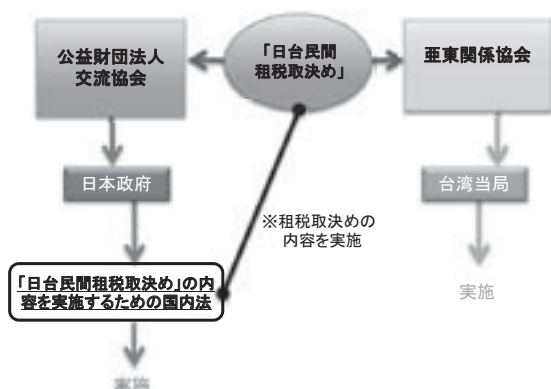 公益財団法人
交流協会
「日台民間
租税取決め」
亜東関係協会
日本政府
台湾当局
※租税取決めの
内容を実施
「日台民間租税取決め」の内
容を実施するための国内法
実施
実施